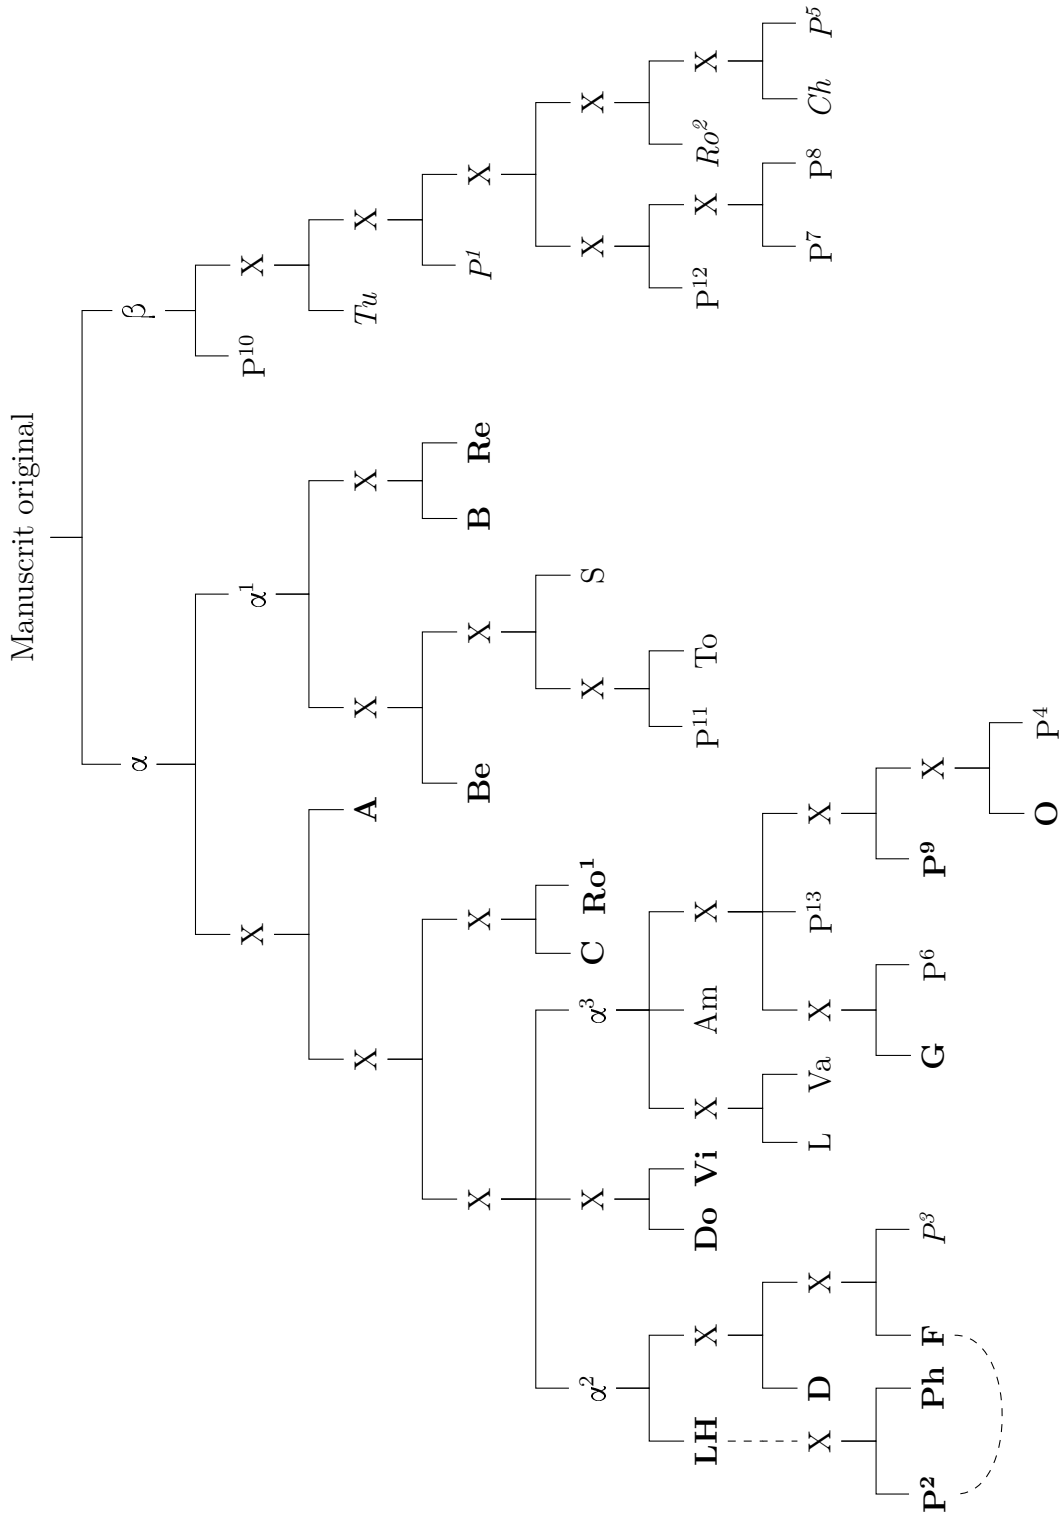 Manuscrit original
α β
X α¹ P¹⁰ X
X A X X Tu X
X X Be X B Re P¹ X
α² X α³ C Ro¹ X S X X
LH X Do Vi X Am X P¹¹ To P¹² X Ro² X
X D X L Va X P¹³ X P⁷ P⁸ Ch P⁵
P² Ph F P³ G P⁶ P⁹ X
O P⁴